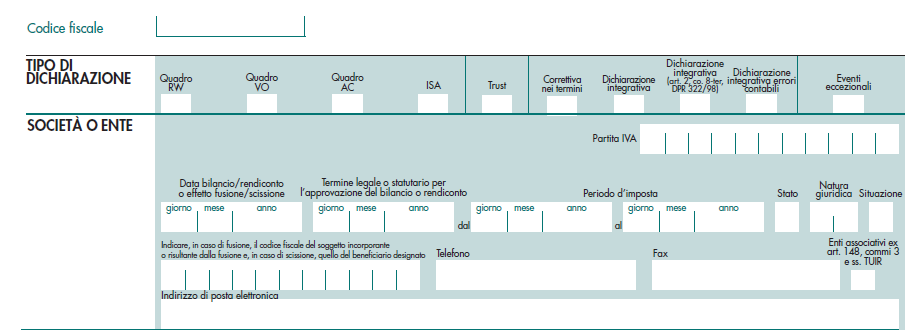 Codice fiscale
TIPO DI
DICHIARAZIONE
Quadro
RW
Quadro
VO
Quadro
AC
ISA
Trust
Correttiva
nei termini
Dichiarazione
integrativa
Dichiarazione
integrativa
(art. 2, co. 8-ter,
DPR 322/98)
Dichiarazione
integrativa errori
contabili
Eventi
eccezionali
SOCIETÀ O ENTE
Partita IVA
Data bilancio/rendiconto
o effetto fusione/scissione
Termine legale o statutario per
l'approvazione del bilancio o rendiconto
Periodo d'imposta
Stato
Natura
giuridica
Situazione
giorno mese anno
giorno mese anno
dal
giorno mese anno
al
giorno mese anno
Indicare, in caso di fusione, il codice fiscale del soggetto incorporante
o risultante dalla fusione e, in caso di scissione, quello del beneficiario designato
Telefono
Fax
Enti associativi ex
art. 148, commi 3
e ss. TUIR
Indirizzo di posta elettronica